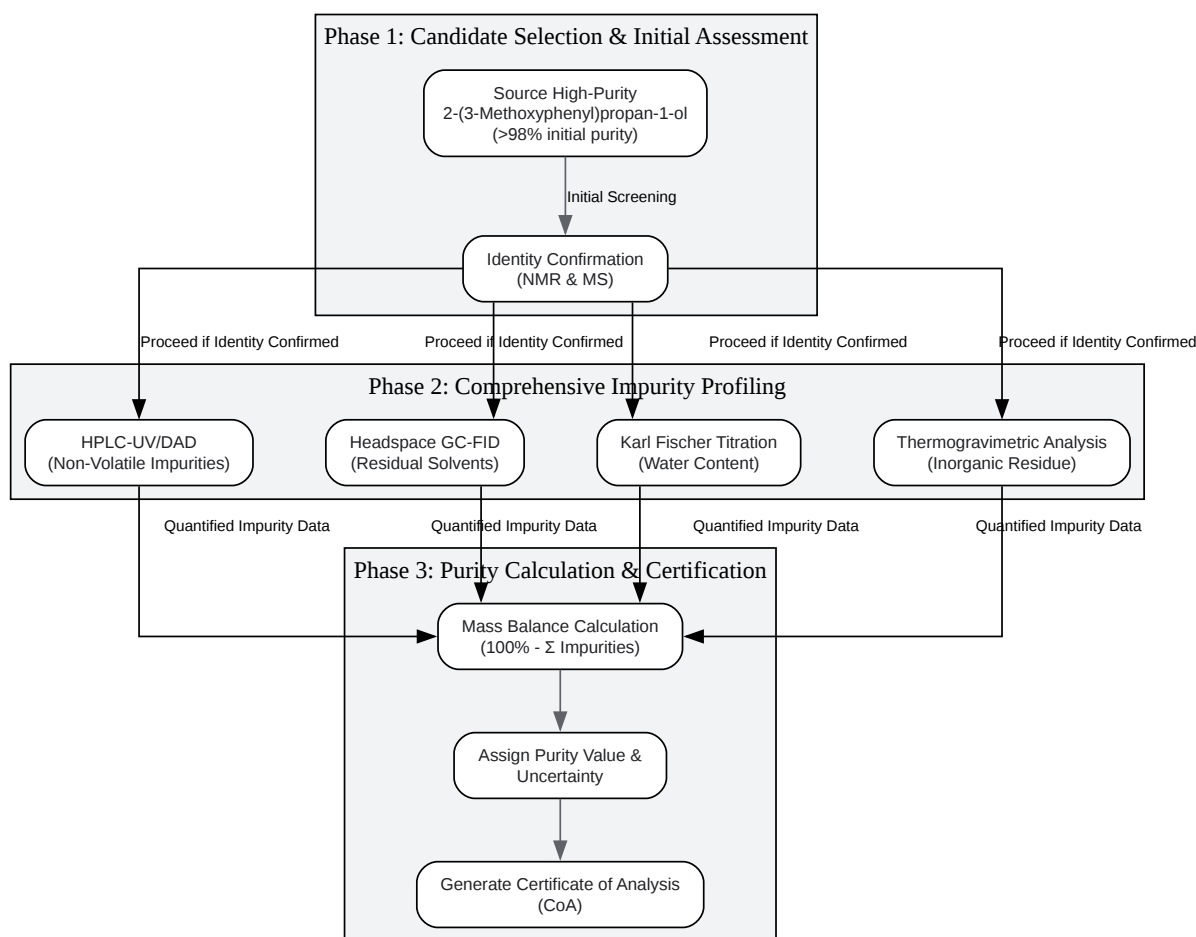 Phase 1: Candidate Selection & Initial Assessment
Source High-Purity
2-(3-Methoxyphenyl)propan-1-ol
(>98% initial purity)
Initial Screening
Identity Confirmation
(NMR & MS)
Proceed if Identity Confirmed
Proceed if Identity Confirmed
Proceed if Identity Confirmed
Proceed if Identity Confirmed
Phase 2: Comprehensive Impurity Profiling
HPLC-UV/DAD
(Non-Volatile Impurities)
Headspace GC-FID
(Residual Solvents)
Karl Fischer Titration
(Water Content)
Thermogravimetric Analysis
(Inorganic Residue)
Quantified Impurity Data
Quantified Impurity Data
Quantified Impurity Data
Quantified Impurity Data
Phase 3: Purity Calculation & Certification
Mass Balance Calculation
(100% - Σ Impurities)
Assign Purity Value &
Uncertainty
Generate Certificate of Analysis
(CoA)